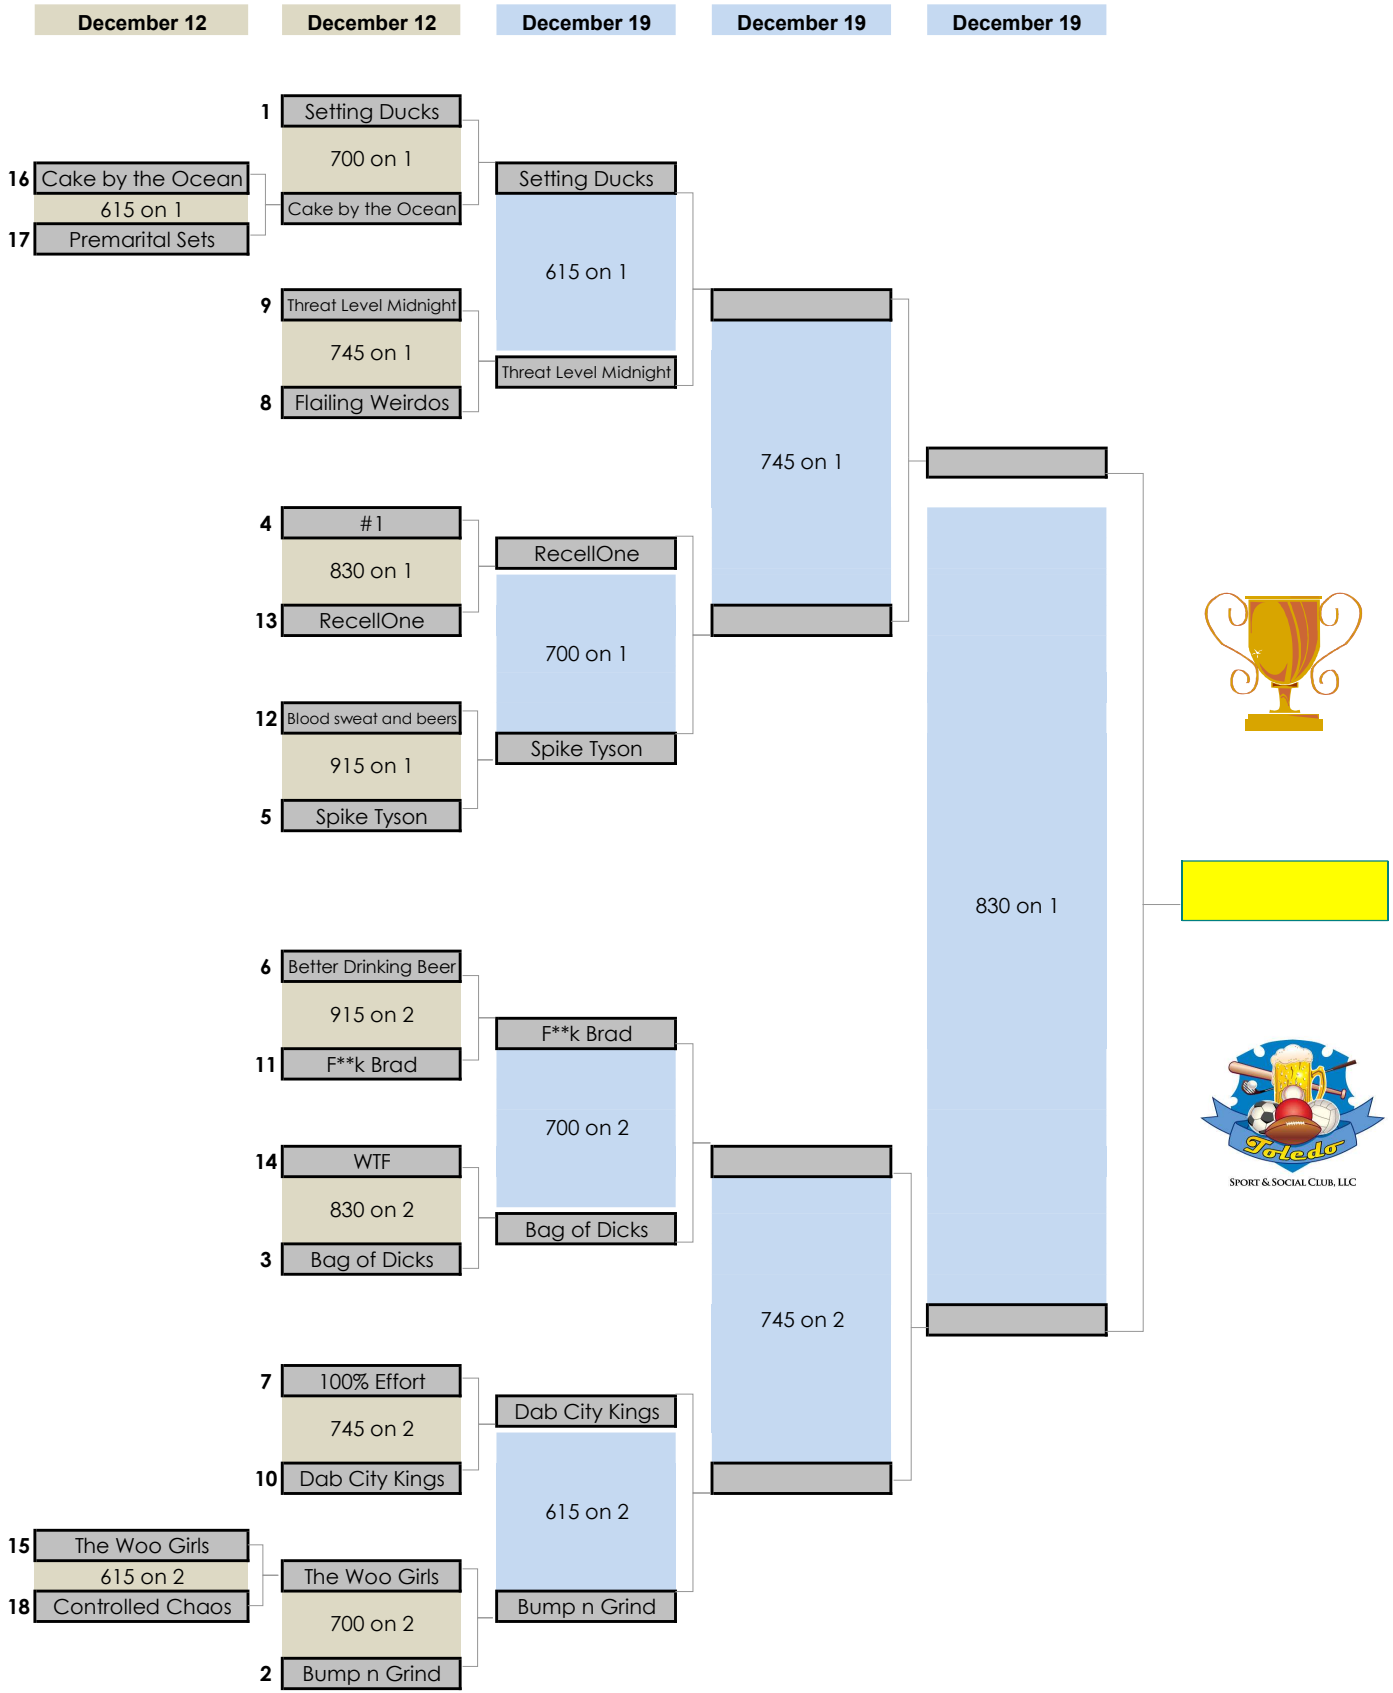 December 12
December 12
December 19
December 19
December 19
1 Setting Ducks
700 on 1
16 Cake by the Ocean
615 on 1
17 Premarital Sets
Cake by the Ocean
Setting Ducks
615 on 1
Threat Level Midnight
9 Threat Level Midnight
745 on 1
8 Flailing Weirdos
745 on 1
4 #1
830 on 1
13 RecellOne
RecellOne
700 on 1
Spike Tyson
12 Blood sweat and beers
915 on 1
5 Spike Tyson
830 on 1
6 Better Drinking Beer
915 on 2
11 F**k Brad
F**k Brad
700 on 2
Bag of Dicks
14 WTF
830 on 2
3 Bag of Dicks
745 on 2
Toledo
SPORT & SOCIAL CLUB, LLC
7 100% Effort
745 on 2
10 Dab City Kings
Dab City Kings
615 on 2
Bump n Grind
15 The Woo Girls
615 on 2
18 Controlled Chaos
The Woo Girls
700 on 2
2 Bump n Grind